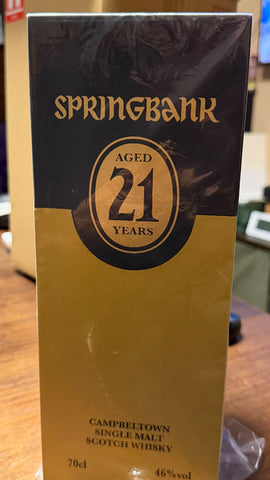 SPRINGBANK
AGED
21
YEARS
CAMPBELTOWN
SINGLE MALT
SCOTCH WHISKY
70cl 46%vol